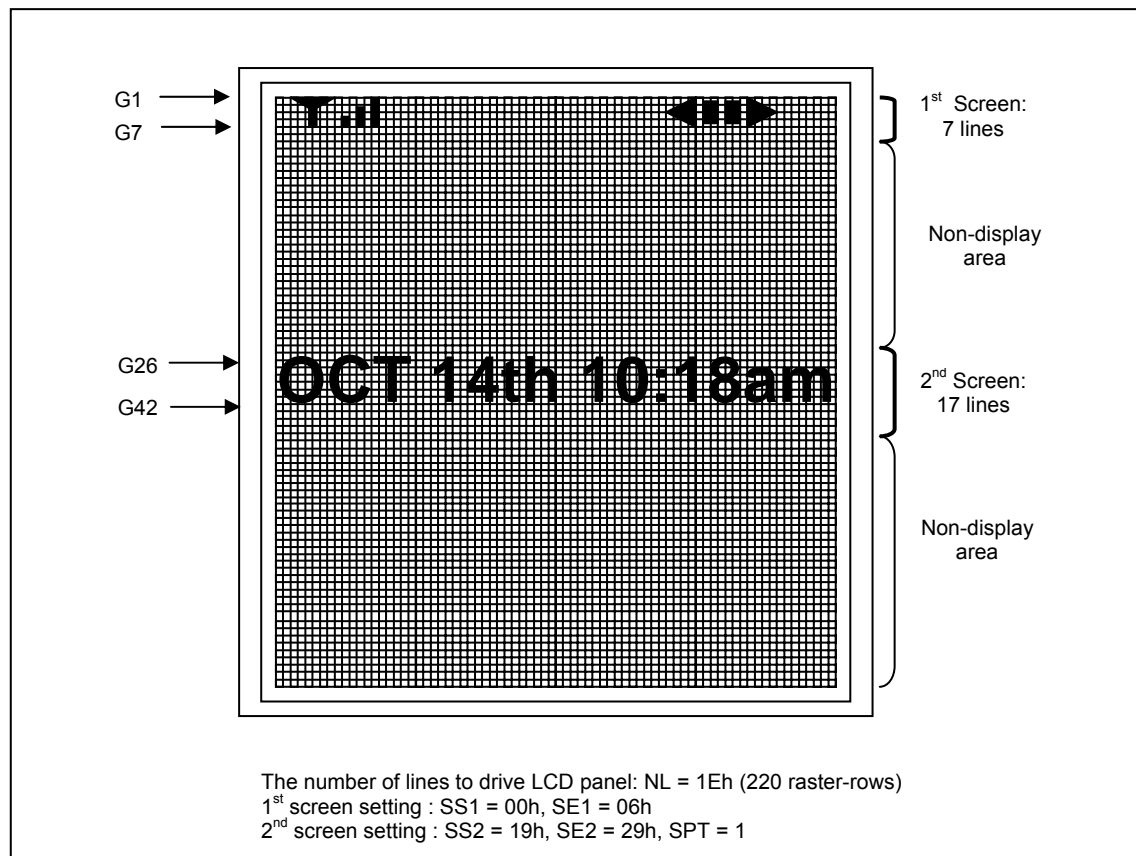 G1
G7
1st Screen:
7 lines
Non-display
area
G26
G42
OCT 14th 10:18am
2nd Screen:
17 lines
Non-display
area
The number of lines to drive LCD panel: NL = 1Eh (220 raster-rows)
1st screen setting : SS1 = 00h, SE1 = 06h
2nd screen setting : SS2 = 19h, SE2 = 29h, SPT = 1